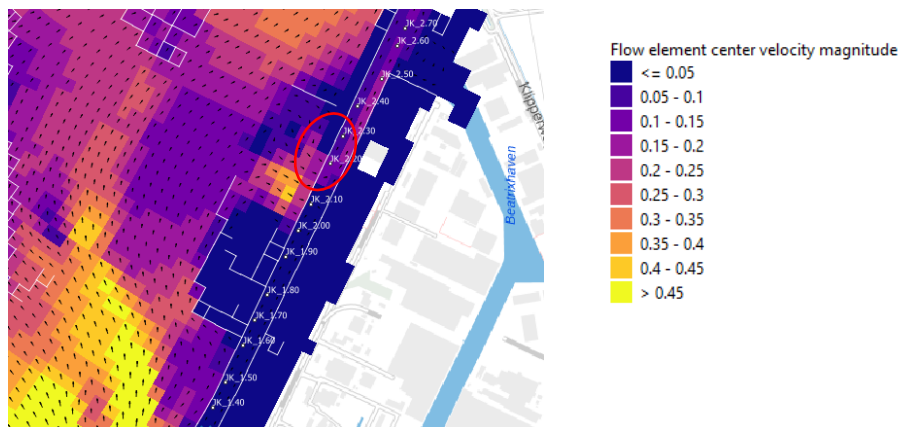 JK_2.70
JK_2.60
JK_2.50
JK_2.40
JK_2.30
JK_2.20
JK_2.10
JK_2.00
JK_1.90
JK_1.80
JK_1.70
JK_1.60
JK_1.50
JK_1.40
Beatrixhaven
Flow element center velocity magnitude
<= 0.05
0.05 - 0.1
0.1 - 0.15
0.15 - 0.2
0.2 - 0.25
0.25 - 0.3
0.3 - 0.35
0.35 - 0.4
0.4 - 0.45
> 0.45